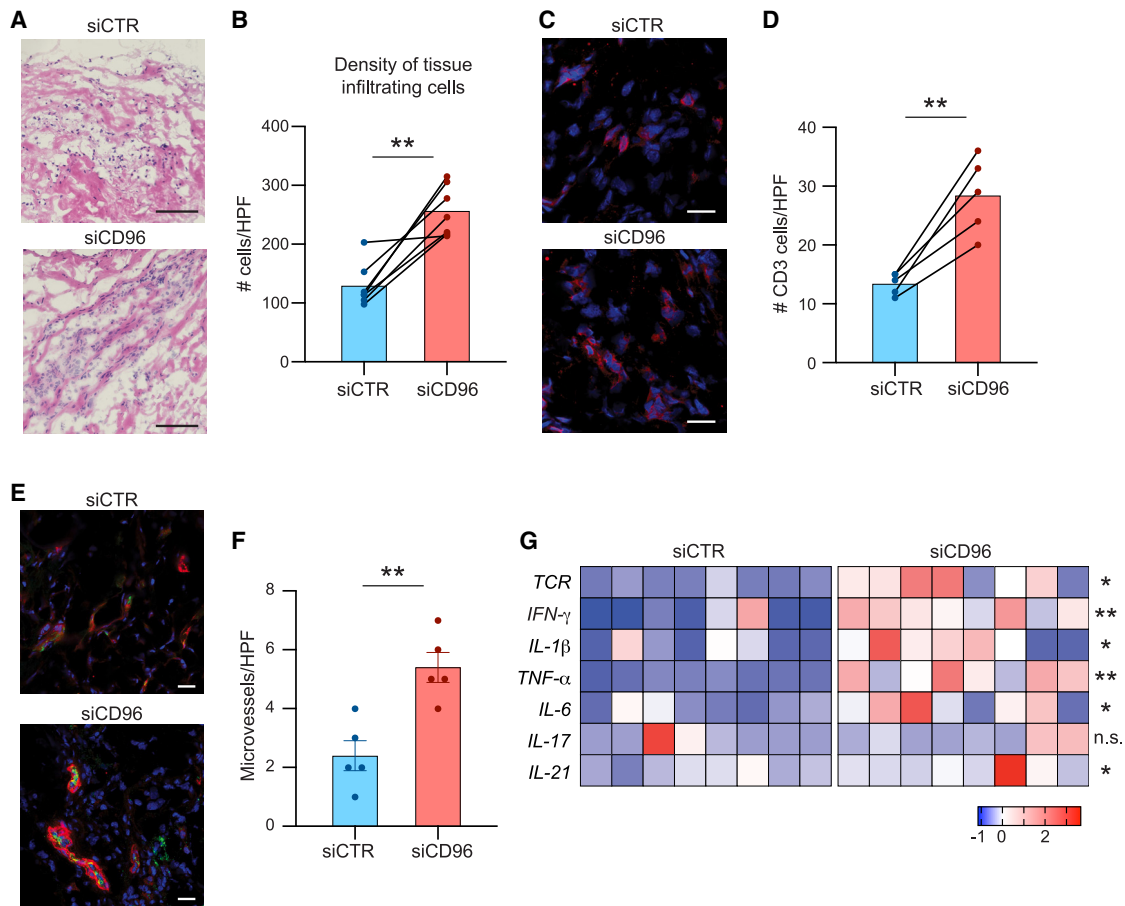 A
siCTR
siCD96
B
Density of tissue
infiltrating cells
**
# cells/HPF
400
300
200
100
0
siCTR
siCD96
C
siCTR
siCD96
D
**
# CD3 cells/HPF
40
30
20
10
0
siCTR
siCD96
E
siCTR
siCD96
F
**
Microvessels/HPF
8
6
4
2
0
siCTR
siCD96
G
siCTR
siCD96
TCR *
IFN-γ **
IL-1β *
TNF-α **
IL-6 *
IL-17 n.s.
IL-21 *
-1 0 2